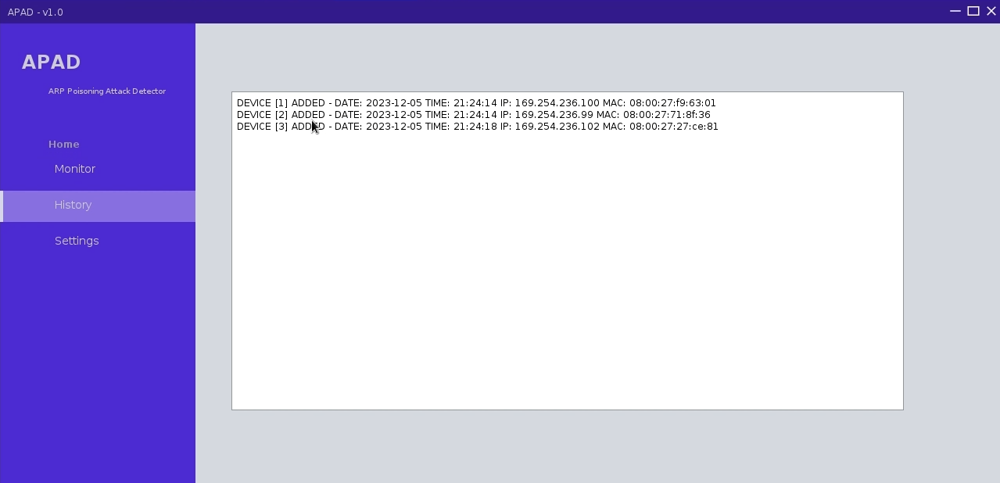 APAD - v1.0
APAD
ARP Poisoning Attack Detector
Home
Monitor
History
Settings
DEVICE [1] ADDED - DATE: 2023-12-05 TIME: 21:24:14 IP: 169.254.236.100 MAC: 08:00:27:f9:63:01
DEVICE [2] ADDED - DATE: 2023-12-05 TIME: 21:24:14 IP: 169.254.236.99 MAC: 08:00:27:71:8f:36
DEVICE [3] ADDED - DATE: 2023-12-05 TIME: 21:24:18 IP: 169.254.236.102 MAC: 08:00:27:27:ce:81